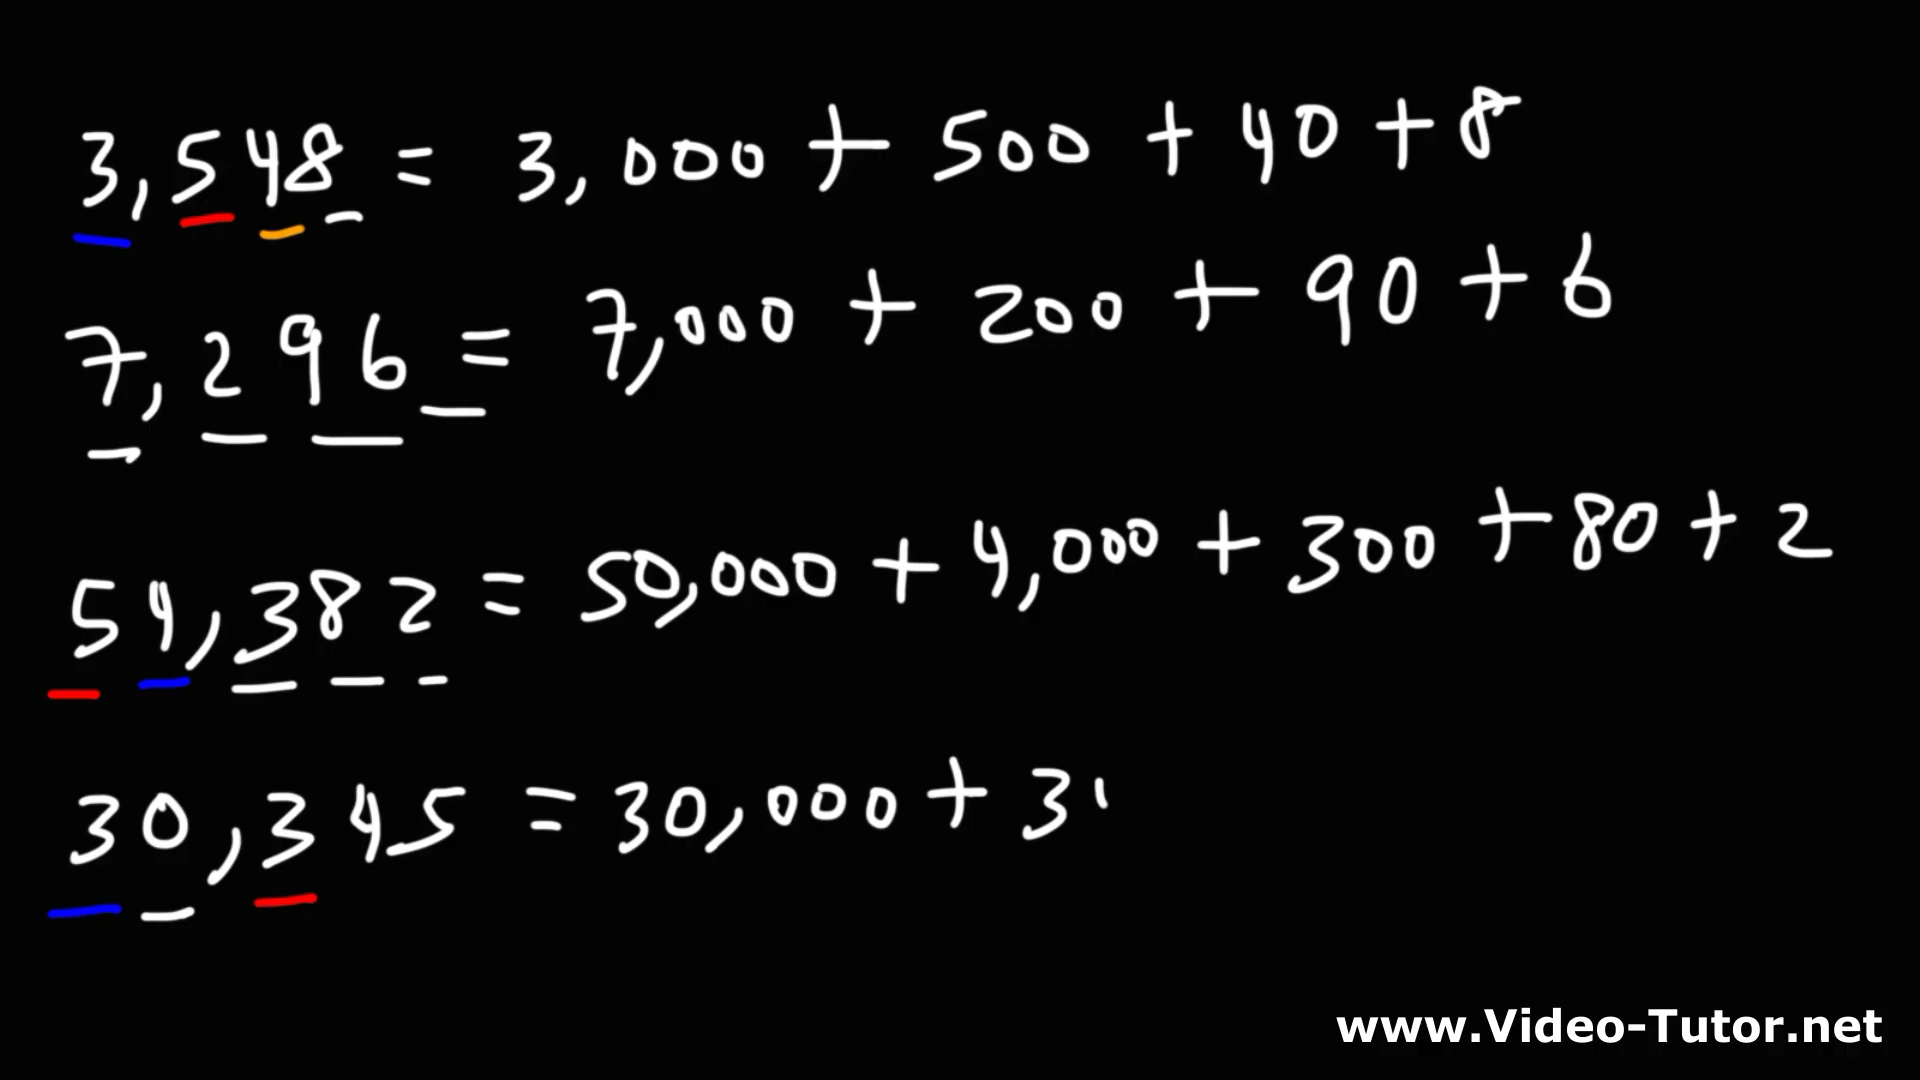 3,548 = 3,000 + 500 + 40 + 8
7,296 = 7,000 + 200 + 90 + 6
54,382 = 50,000 + 4,000 + 300 + 80 + 2
30,345 = 30,000 + 3
www.Video-Tutor.net